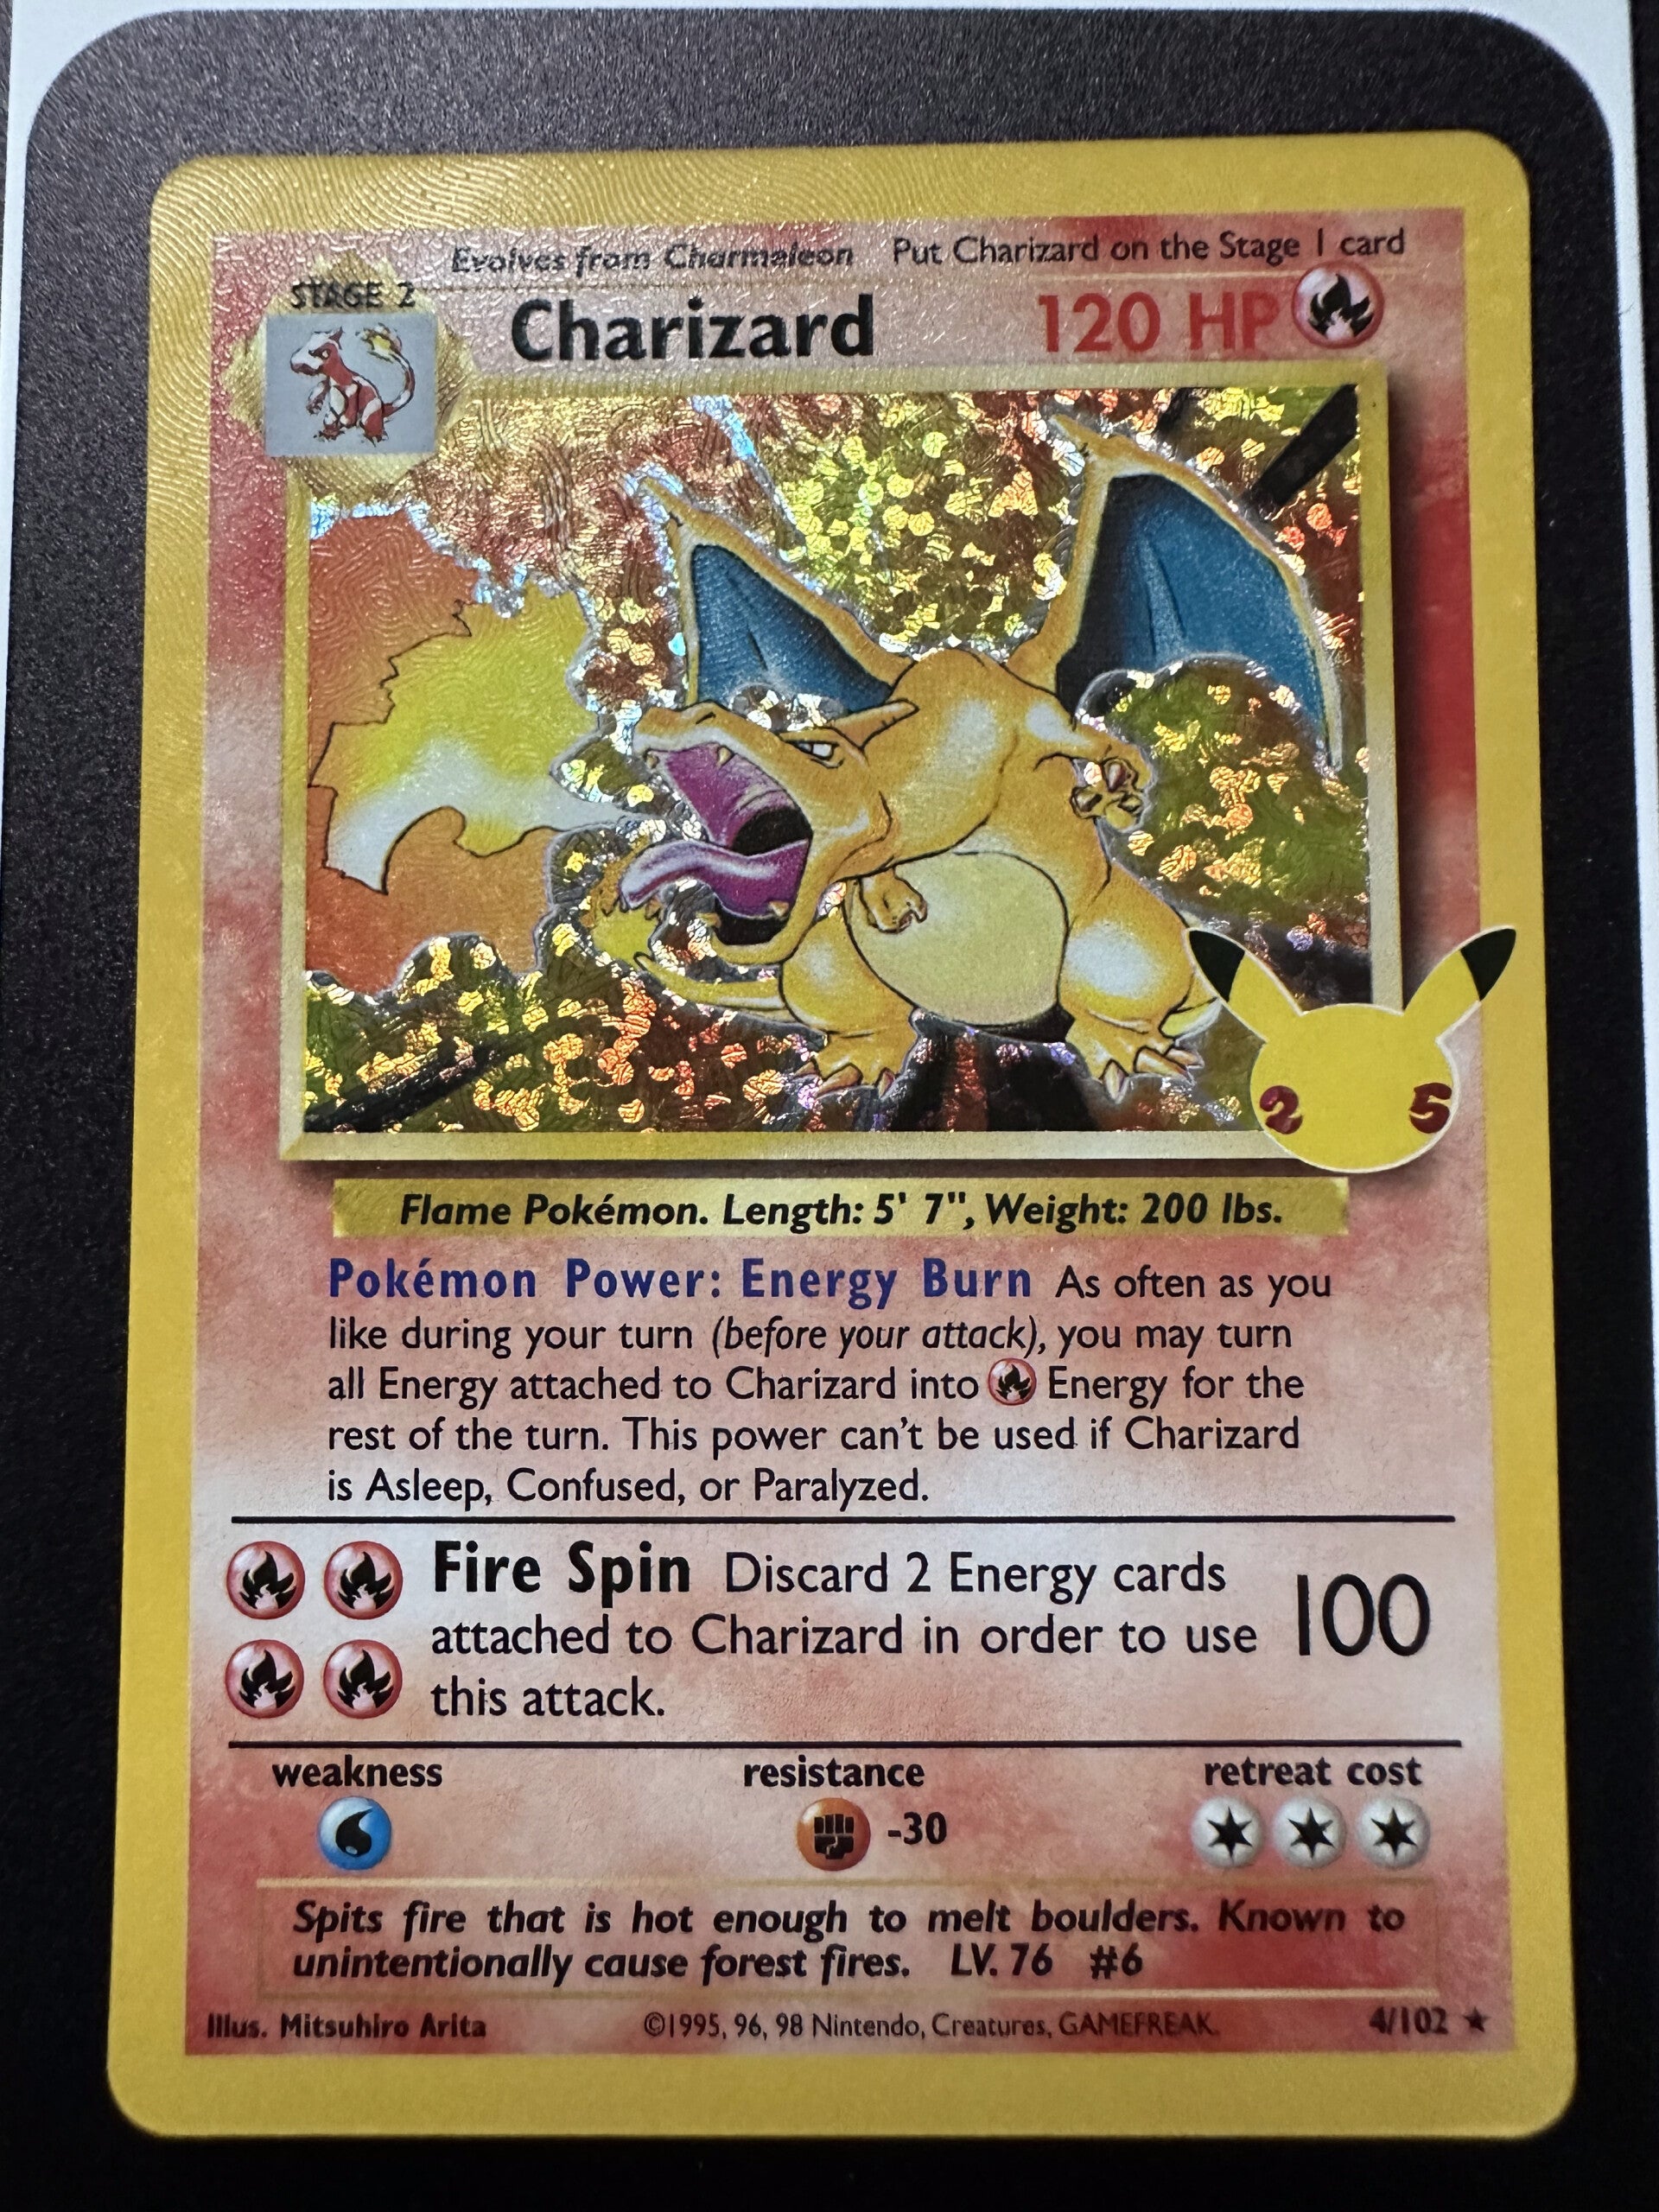 Evolves from Charmaleon Put Charizard on the Stage 1 card
STAGE 2
Charizard 120 HP
2 5
Flame Pokémon. Length: 5' 7", Weight: 200 lbs.
Pokémon Power: Energy Burn As often as you
like during your turn (before your attack), you may turn
all Energy attached to Charizard into Energy for the
rest of the turn. This power can't be used if Charizard
is Asleep, Confused, or Paralyzed.
Fire Spin Discard 2 Energy cards
attached to Charizard in order to use
this attack.
100
weakness resistance retreat cost
-30
Spits fire that is hot enough to melt boulders. Known to
unintentionally cause forest fires. LV. 76 #6
Illus. Mitsuhiro Arita ©1995, 96, 98 Nintendo, Creatures, GAMEFREAK. 4/102 ★